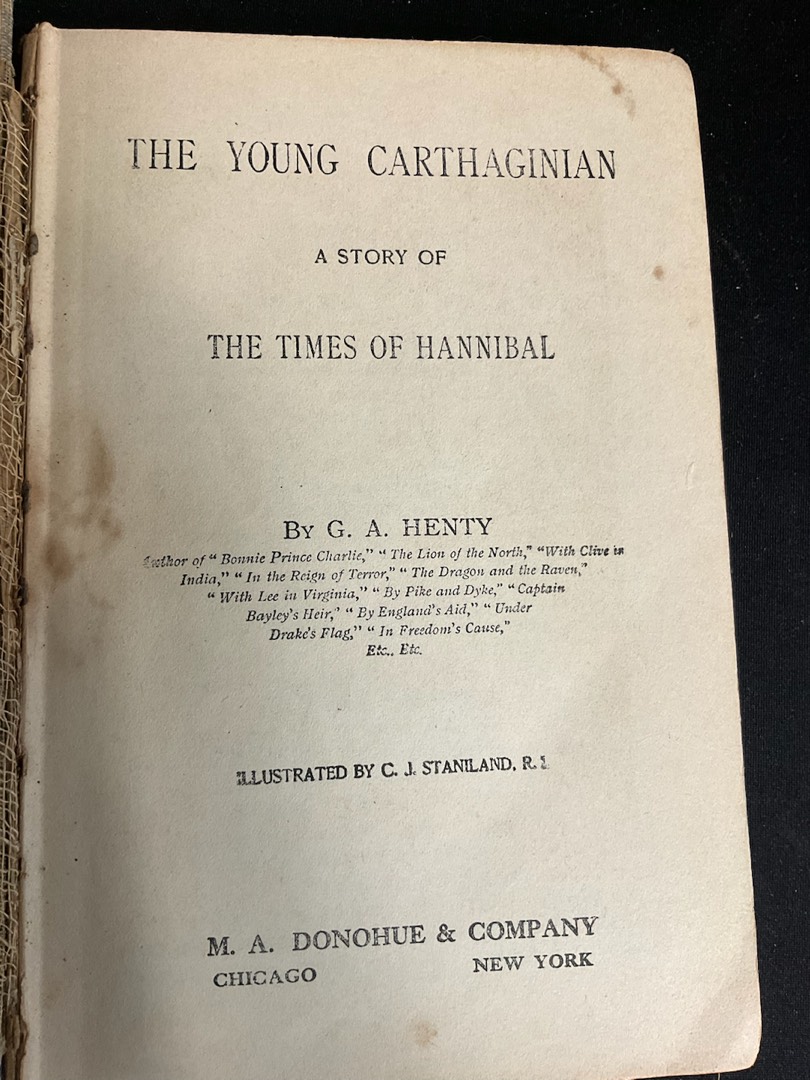 THE YOUNG CARTHAGINIAN
A STORY OF
THE TIMES OF HANNIBAL
By G. A. HENTY
Author of “ Bonnie Prince Charlie,” “ The Lion of the North,” “With Clive in
India,” “ In the Reign of Terror,” “ The Dragon and the Raven,”
“ With Lee in Virginia,” “ By Pike and Dyke,” “ Captain
Bayley's Heir,” “ By England's Aid,” “ Under
Drake's Flag,” “ In Freedom's Cause,”
Etc., Etc.
ILLUSTRATED BY C. J. STANILAND, R. I.
M. A. DONOHUE & COMPANY
CHICAGO NEW YORK